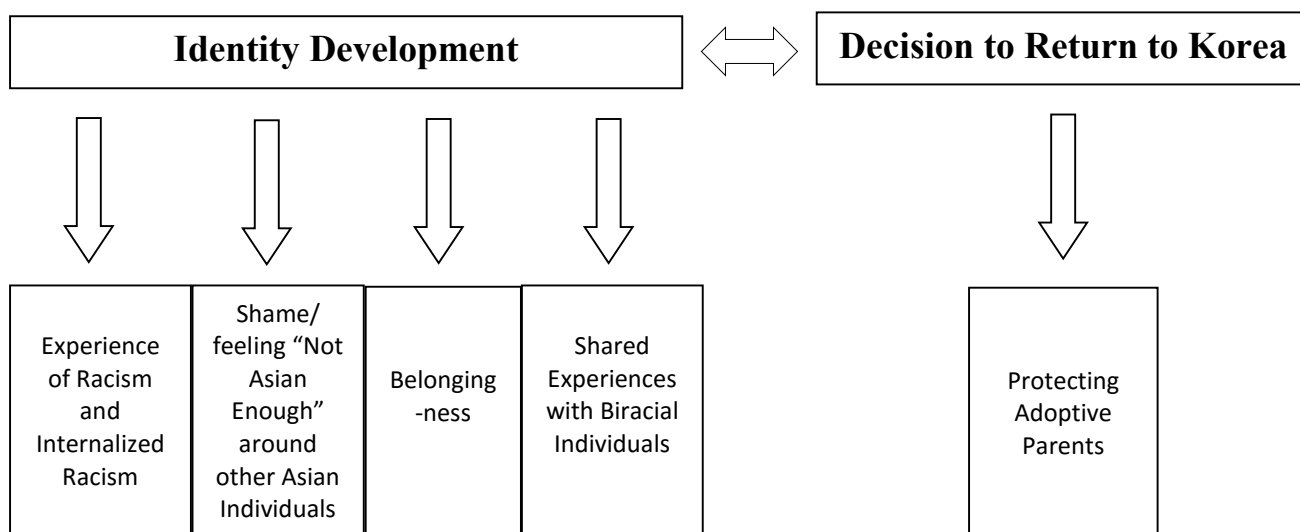 Identity Development
Decision to Return to Korea
Experience
of Racism
and
Internalized
Racism
Shame/
feeling “Not
Asian
Enough”
around
other Asian
Individuals
Belonging
-ness
Shared
Experiences
with Biracial
Individuals
Protecting
Adoptive
Parents